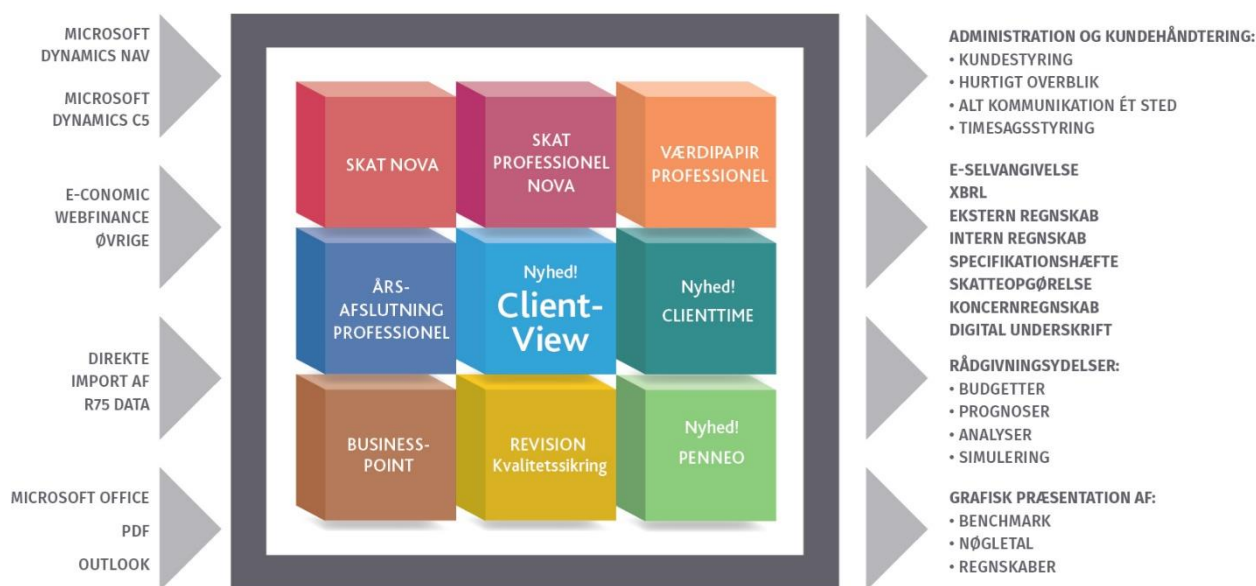 MICROSOFT
DYNAMICS NAV
MICROSOFT
DYNAMICS C5
E-CONOMIC
WEBFINANCE
ØVRIGE
DIREKTE
IMPORT AF
R75 DATA
MICROSOFT OFFICE
PDF
OUTLOOK
SKAT NOVA
SKAT
PROFESSIONEL
NOVA
VÆRDIPAPIR
PROFESSIONEL
ÅRS-
AFSLUTNING
PROFESSIONEL
Nyhed!
Client-
View
Nyhed!
CLIENTTIME
BUSINESS-
POINT
REVISION
Kvalitetssikring
Nyhed!
PENNEO
ADMINISTRATION OG KUNDEHÅNDTERING:
• KUNDESTYRING
• HURTIGT OVERBLIK
• ALT KOMMUNIKATION ÉT STED
• TIMESAGSSTYRING
E-SELVANGIVELSE
XBRL
EKSTERN REGNSKAB
INTERN REGNSKAB
SPECIFIKATIONSHÆFTE
SKATTEOPGØRELSE
KONCERNREGNSKAB
DIGITAL UNDERSKRIFT
RÅDGIVNINGSYDELSER:
• BUDGETTER
• PROGNOSER
• ANALYSER
• SIMULERING
GRAFISK PRÆSENTATION AF:
• BENCHMARK
• NØGLETAL
• REGNSKABER